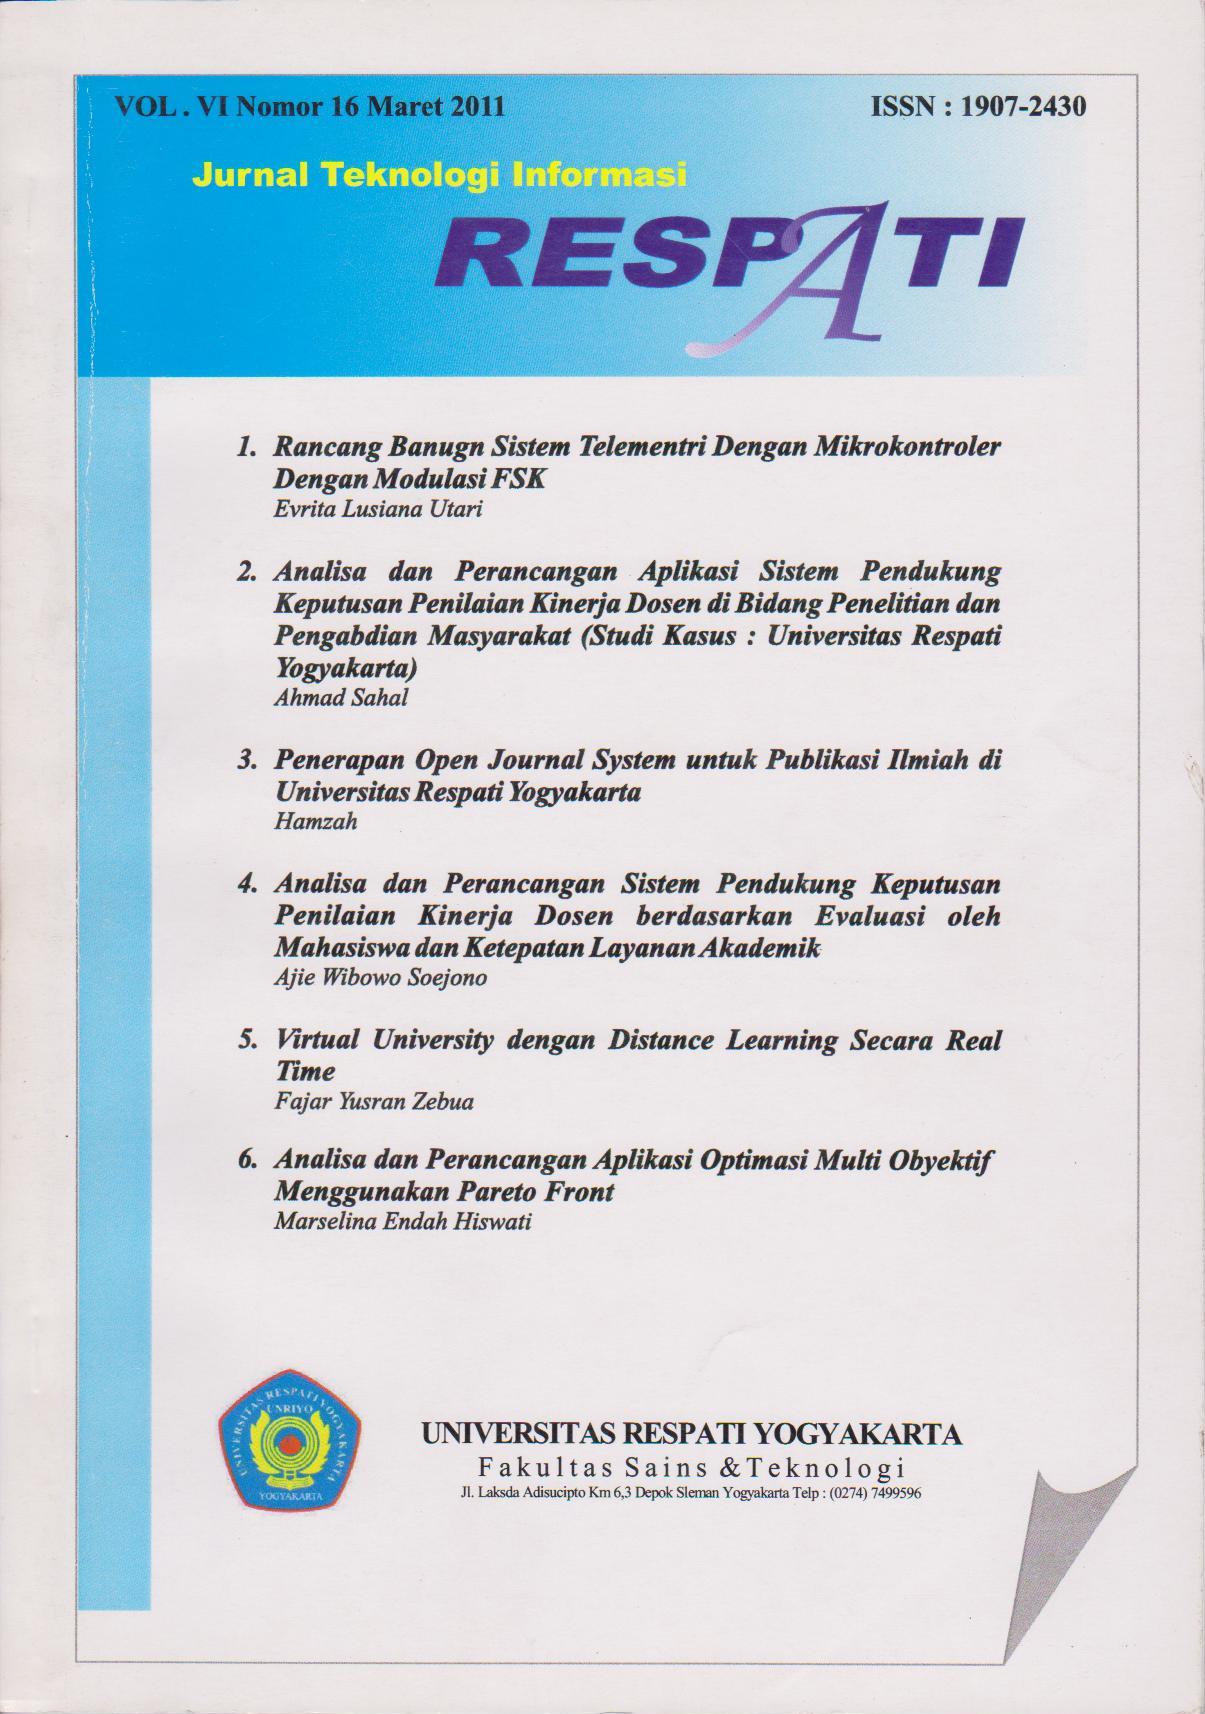 VOL . VI Nomor 16 Maret 2011 ISSN : 1907-2430
Jurnal Teknologi Informasi
RESPATI
1. Rancang Banugn Sistem Telementri Dengan Mikrokontroler
Dengan Modulasi FSK
Evrita Lusiana Utari
2. Analisa dan Perancangan Aplikasi Sistem Pendukung
Keputusan Penilaian Kinerja Dosen di Bidang Penelitian dan
Pengabdian Masyarakat (Studi Kasus : Universitas Respati
Yogyakarta)
Ahmad Sahal
3. Penerapan Open Journal System untuk Publikasi Ilmiah di
Universitas Respati Yogyakarta
Hamzah
4. Analisa dan Perancangan Sistem Pendukung Keputusan
Penilaian Kinerja Dosen berdasarkan Evaluasi oleh
Mahasiswa dan Ketepatan Layanan Akademik
Ajie Wibowo Soejono
5. Virtual University dengan Distance Learning Secara Real
Time
Fajar Yusran Zebua
6. Analisa dan Perancangan Aplikasi Optimasi Multi Obyektif
Menggunakan Pareto Front
Marselina Endah Hiswati
UNIVERSITAS RESPATI YOGYAKARTA
UNRIYO
YOGYAKARTA
UNIVERSITAS RESPATI YOGYAKARTA
Fakultas Sains & Teknologi
Jl. Laksda Adisucipto Km 6,3 Depok Sleman Yogyakarta Telp : (0274) 7499596